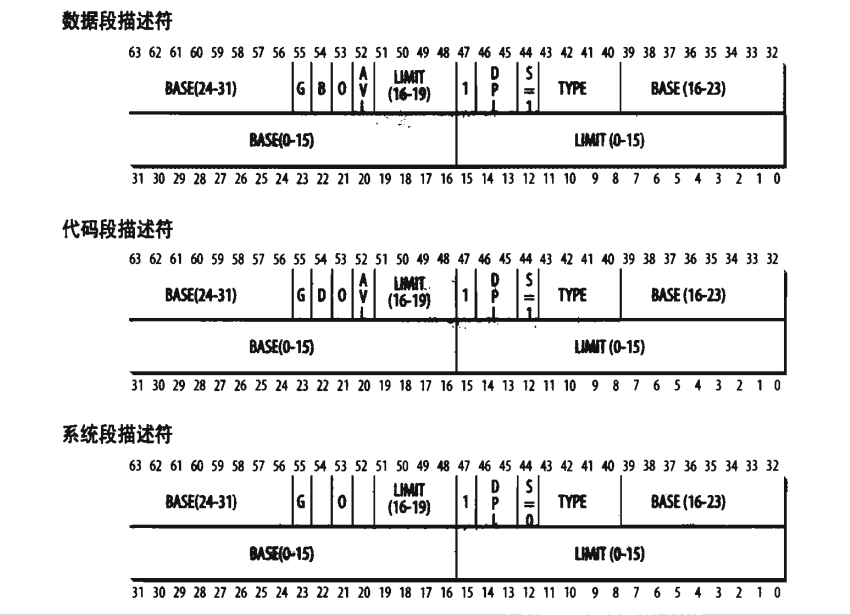 数据段描述符
63 62 61 60 59 58 57 56 55 54 53 52 51 50 49 48 47 46 45 44 43 42 41 40 39 38 37 36 35 34 33 32
BASE(24-31) G B 0 AVL LIMIT (16-19) 1 DPL S=1 TYPE BASE (16-23)
BASE(0-15) LIMIT (0-15)
31 30 29 28 27 26 25 24 23 22 21 20 19 18 17 16 15 14 13 12 11 10 9 8 7 6 5 4 3 2 1 0
代码段描述符
63 62 61 60 59 58 57 56 55 54 53 52 51 50 49 48 47 46 45 44 43 42 41 40 39 38 37 36 35 34 33 32
BASE(24-31) G D 0 AVL LIMIT (16-19) 1 DPL S=1 TYPE BASE (16-23)
BASE(0-15) LIMIT (0-15)
31 30 29 28 27 26 25 24 23 22 21 20 19 18 17 16 15 14 13 12 11 10 9 8 7 6 5 4 3 2 1 0
系统段描述符
63 62 61 60 59 58 57 56 55 54 53 52 51 50 49 48 47 46 45 44 43 42 41 40 39 38 37 36 35 34 33 32
BASE(24-31) G 0 LIMIT (16-19) 1 DPL S=0 TYPE BASE (16-23)
BASE(0-15) LIMIT (0-15)
31 30 29 28 27 26 25 24 23 22 21 20 19 18 17 16 15 14 13 12 11 10 9 8 7 6 5 4 3 2 1 0